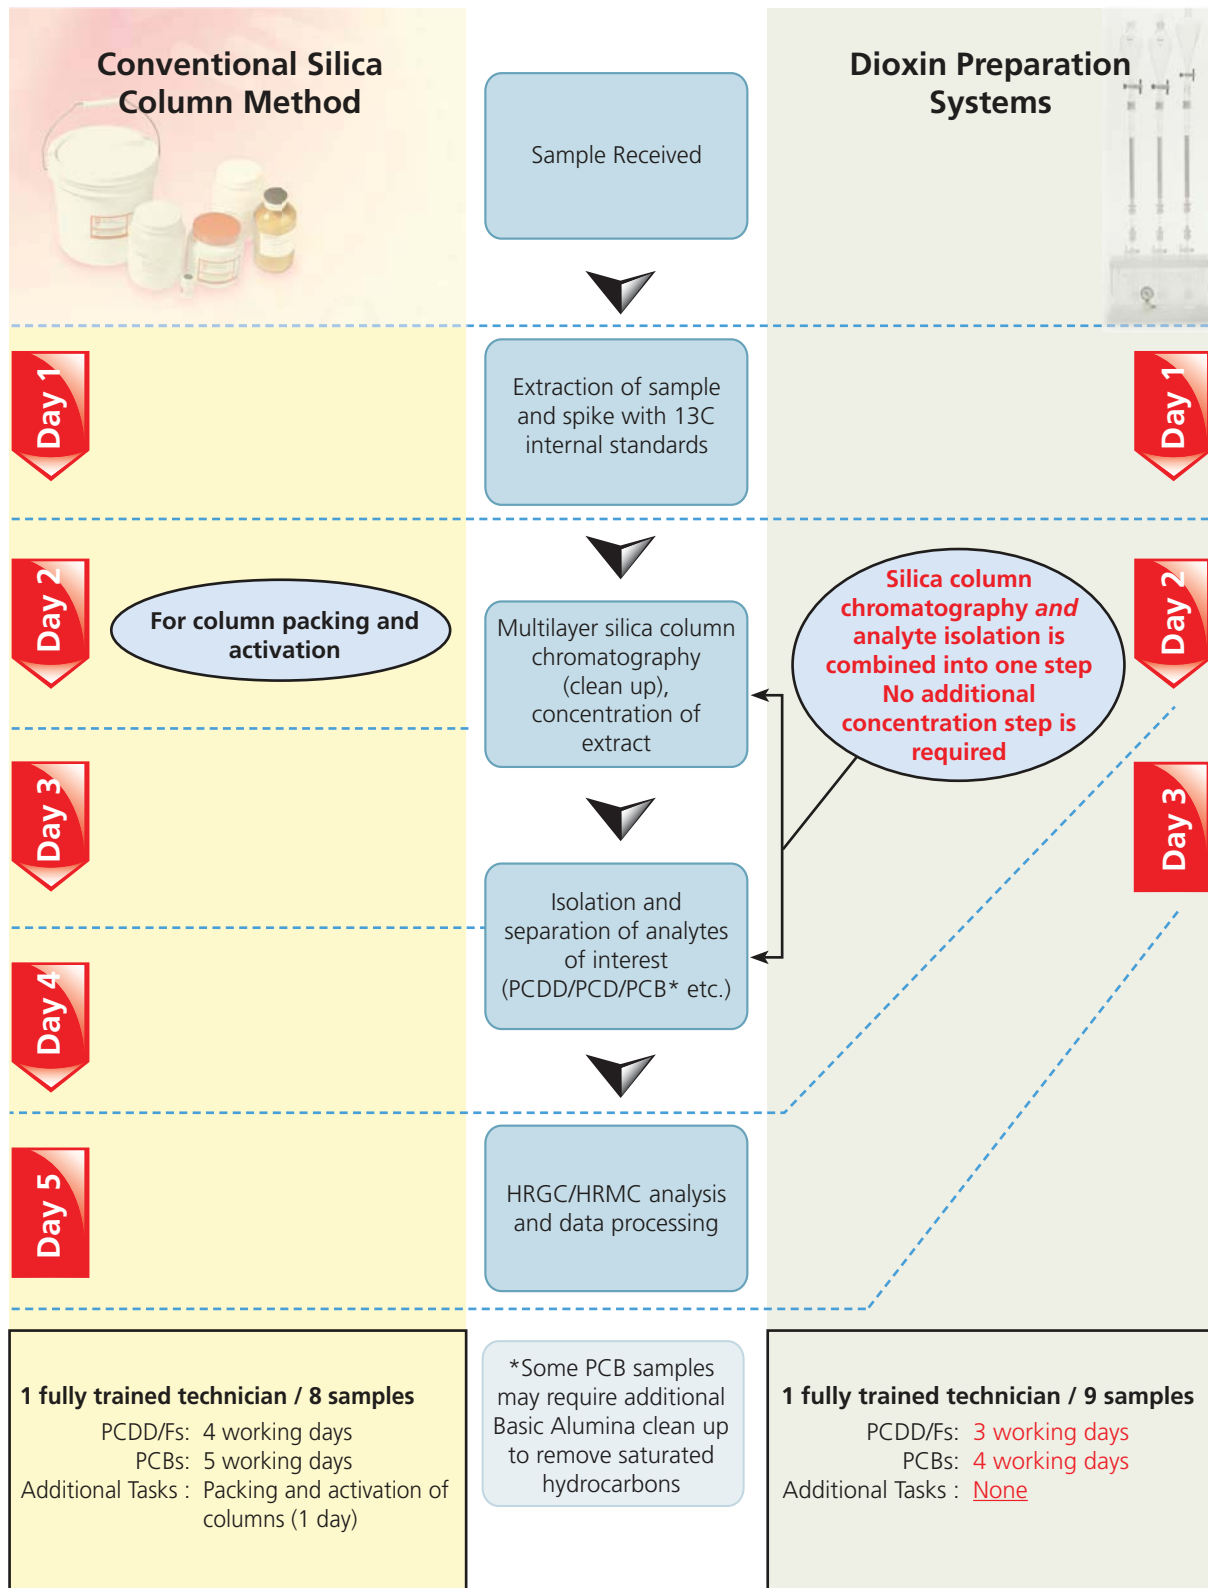 Conventional Silica
Column Method
Sample Received
Dioxin Preparation
Systems
Day 1
Extraction of sample
and spike with 13C
internal standards
Day 1
Day 2
For column packing and
activation
Multilayer silica column
chromatography
(clean up),
concentration of
extract
Silica column
chromatography and
analyte isolation is
combined into one step
No additional
concentration step is
required
Day 2
Day 3
Isolation and
separation of analytes
of interest
(PCDD/PCD/PCB* etc.)
Day 3
Day 4
Day 5
HRGC/HRMC analysis
and data processing
1 fully trained technician / 8 samples
PCDD/Fs: 4 working days
PCBs: 5 working days
Additional Tasks : Packing and activation of
columns (1 day)
*Some PCB samples
may require additional
Basic Alumina clean up
to remove saturated
hydrocarbons
1 fully trained technician / 9 samples
PCDD/Fs: 3 working days
PCBs: 4 working days
Additional Tasks : None